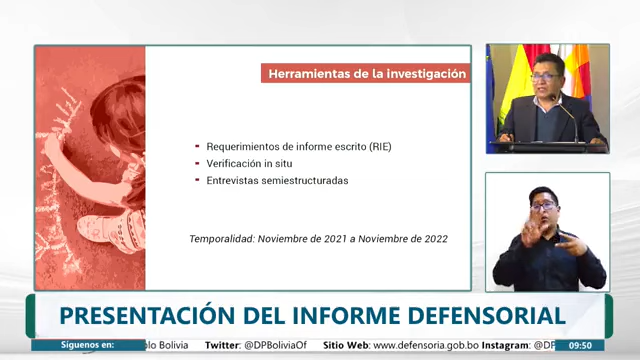 Herramientas de la investigación
Requerimientos de informe escrito (RIE)
Verificación in situ
Entrevistas semiestructuradas
Temporalidad: Noviembre de 2021 a Noviembre de 2022
PRESENTACIÓN DEL INFORME DEFENSORIAL
Síguenos en: Bolivia Twitter: @DPBoliviaOf Sitio Web: www.defensoria.gob.bo Instagram: 09:50